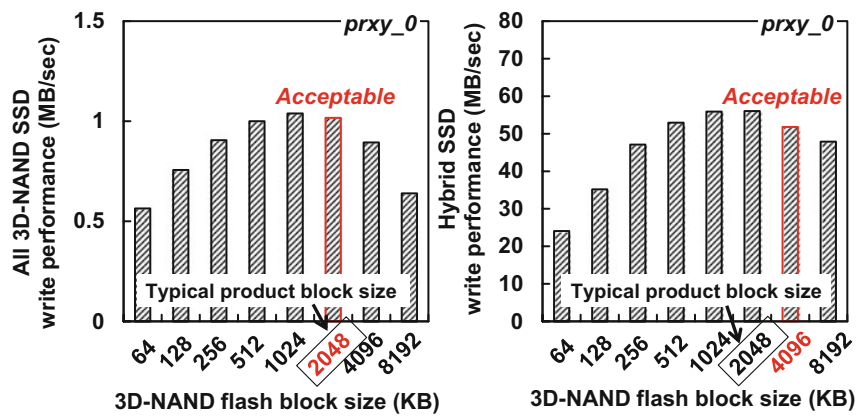 prxy_0
Acceptable
All 3D-NAND SSD
write performance (MB/sec)
1.5
1
0.5
0
Typical product block size
64
128
256
512
1024
2048
4096
8192
3D-NAND flash block size (KB)
prxy_0
Acceptable
Hybrid SSD
write performance (MB/sec)
80
70
60
50
40
30
20
10
0
Typical product block size
64
128
256
512
1024
2048
4096
8192
3D-NAND flash block size (KB)